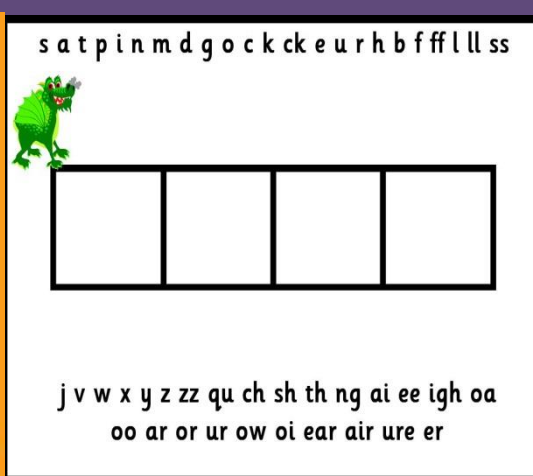 s a t p i n m d g o c k ck e u r h b f ff l ll ss
j v w x y z zz qu ch sh th ng ai ee igh oa
oo ar or ur ow oi ear air ure er